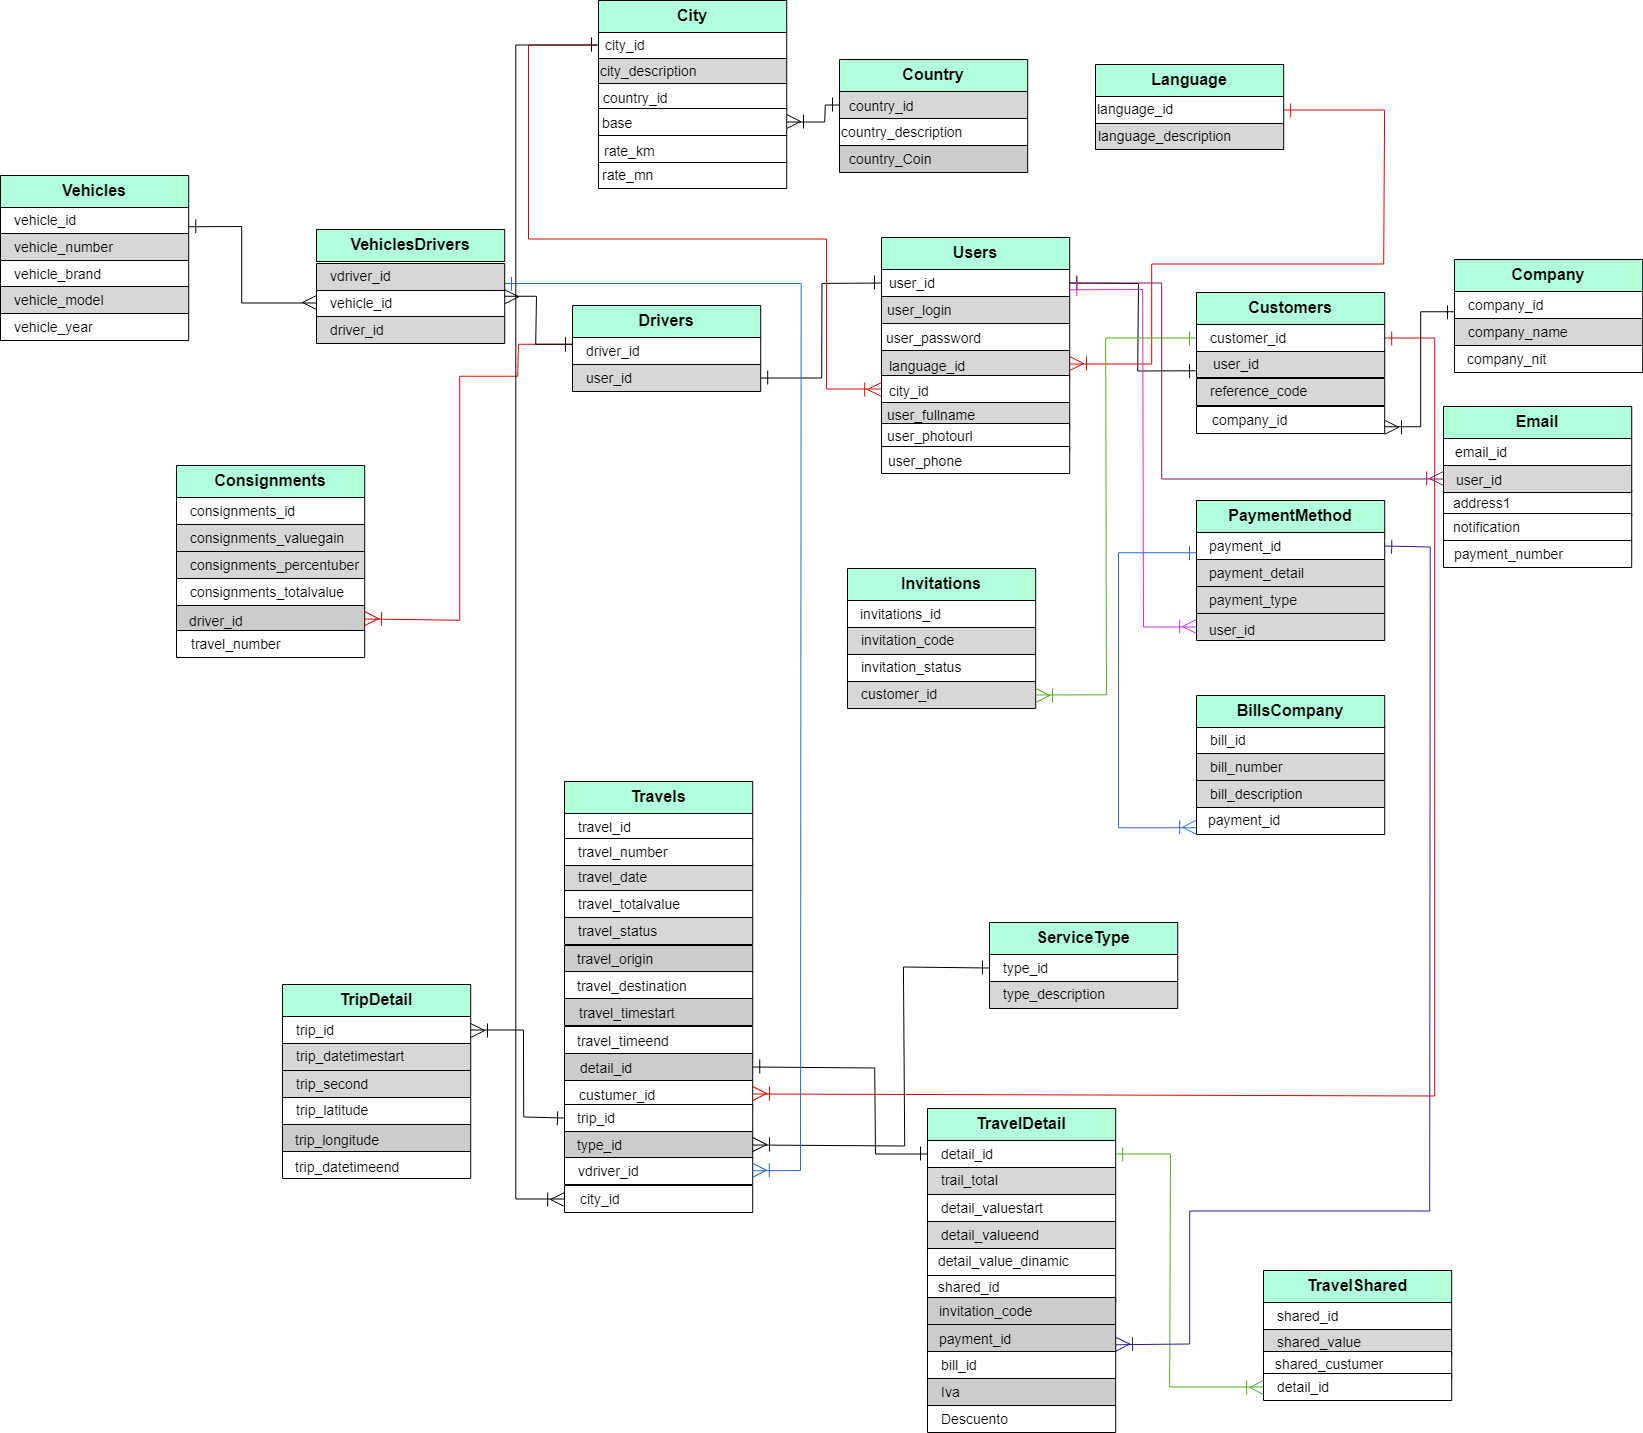 City
city_id
city_description
country_id
base
rate_km
rate_mn
Country
country_id
country_description
country_Coin
Language
language_id
language_description
Vehicles
vehicle_id
vehicle_number
vehicle_brand
vehicle_model
vehicle_year
VehiclesDrivers
vdriver_id
vehicle_id
driver_id
Drivers
driver_id
user_id
Users
user_id
user_login
user_password
language_id
city_id
user_fullname
user_photourl
user_phone
Customers
customer_id
user_id
reference_code
company_id
Company
company_id
company_name
company_nit
Email
email_id
user_id
address1
notification
payment_number
Consignments
consignments_id
consignments_valuegain
consignments_percentuber
consignments_totalvalue
driver_id
travel_number
PaymentMethod
payment_id
payment_detail
payment_type
user_id
Invitations
invitations_id
invitation_code
invitation_status
customer_id
BillsCompany
bill_id
bill_number
bill_description
payment_id
Travels
travel_id
travel_number
travel_date
travel_totalvalue
travel_status
travel_origin
travel_destination
travel_timestart
travel_timeend
detail_id
custumer_id
trip_id
type_id
vdriver_id
city_id
ServiceType
type_id
type_description
TripDetail
trip_id
trip_datetimestart
trip_second
trip_latitude
trip_longitude
trip_datetimeend
TravelDetail
detail_id
trail_total
detail_valuestart
detail_valueend
detail_value_dinamic
shared_id
invitation_code
payment_id
bill_id
Iva
Descuento
TravelShared
shared_id
shared_value
shared_custumer
detail_id